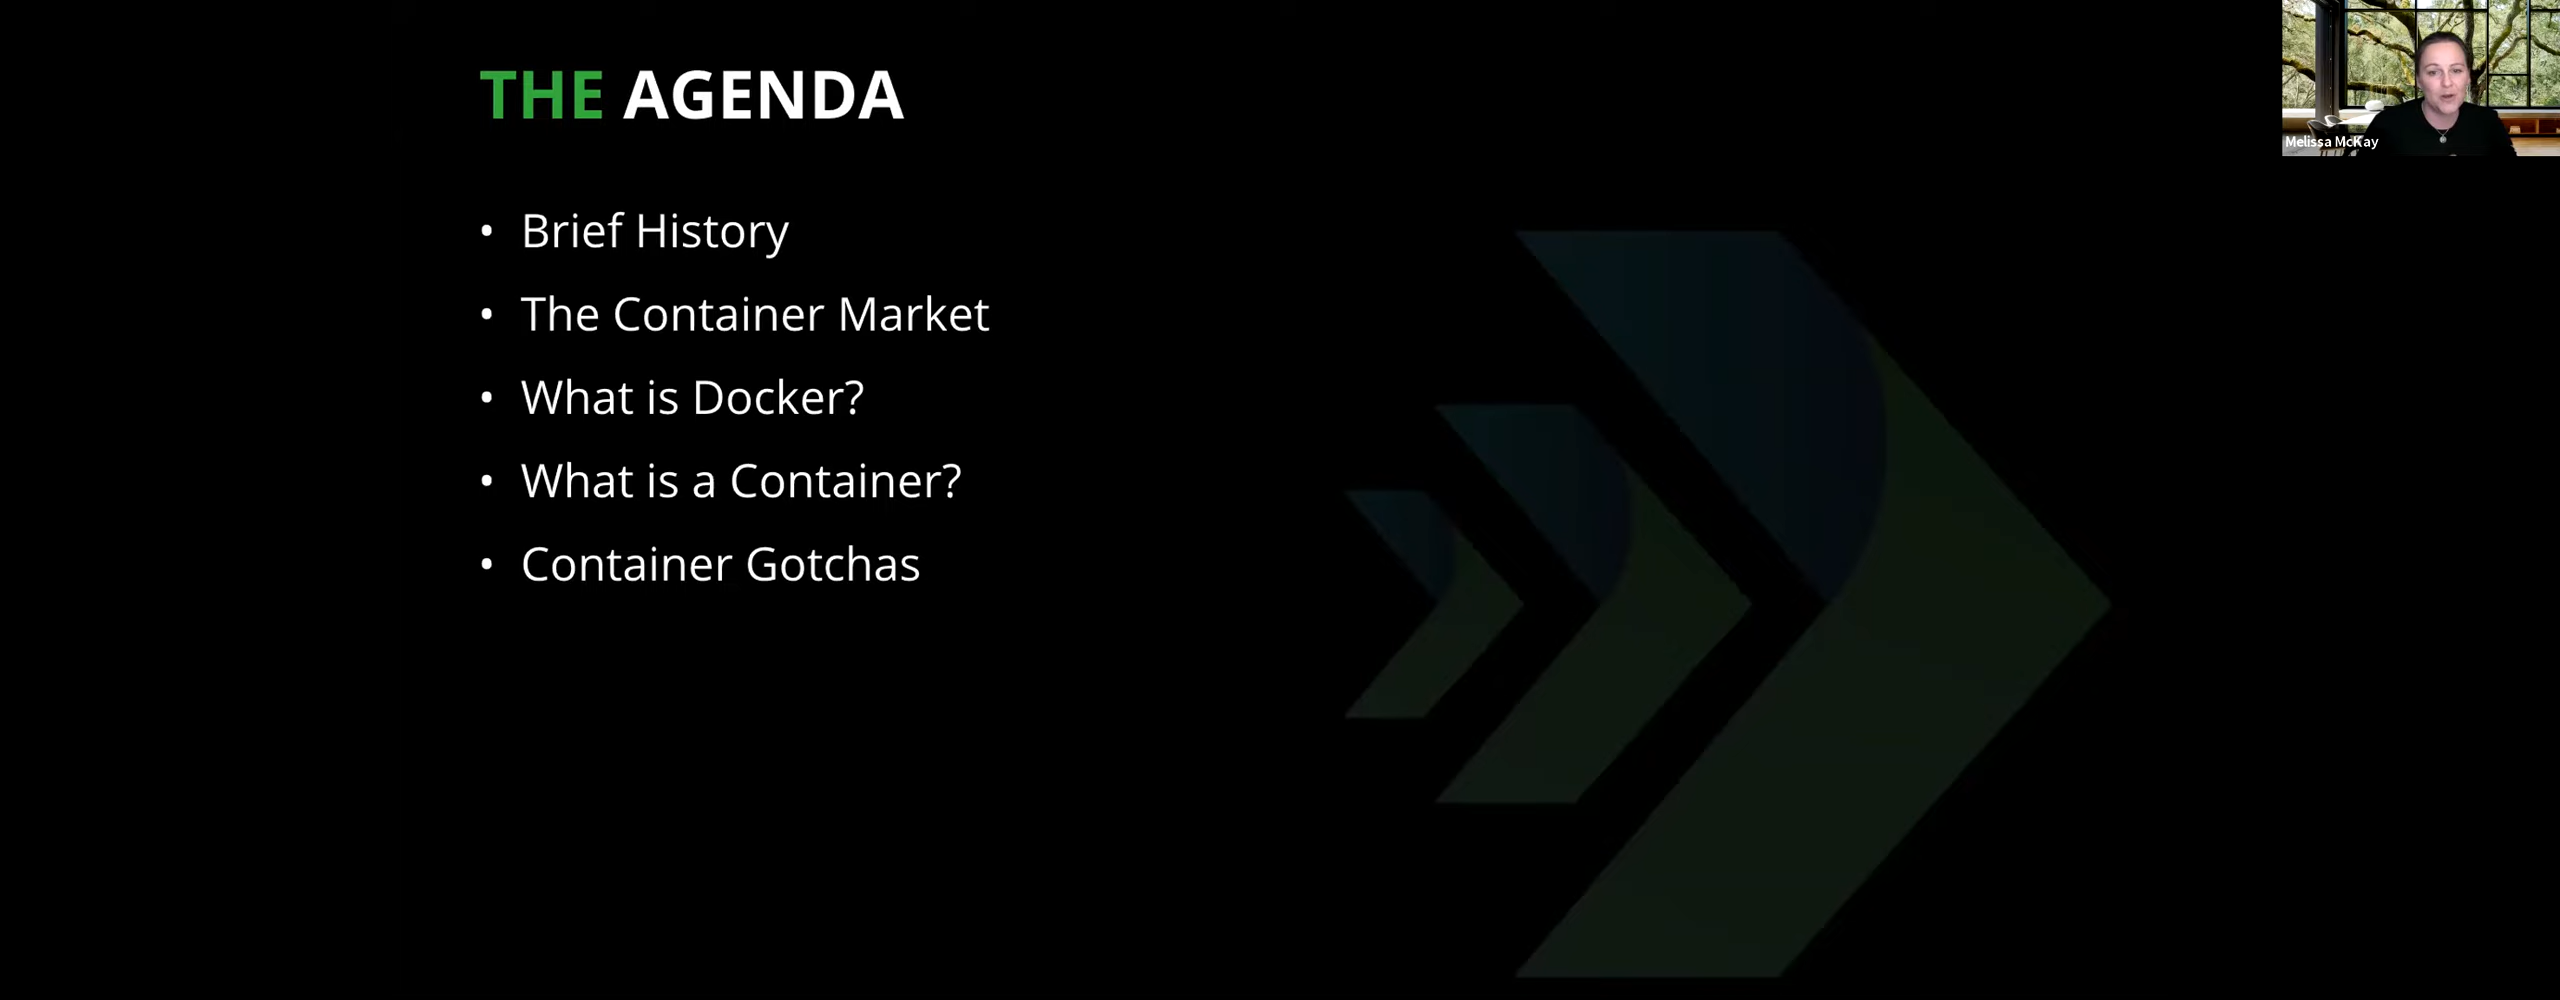 THE AGENDA
• Brief History
• The Container Market
• What is Docker?
• What is a Container?
• Container Gotchas
Melissa McKay